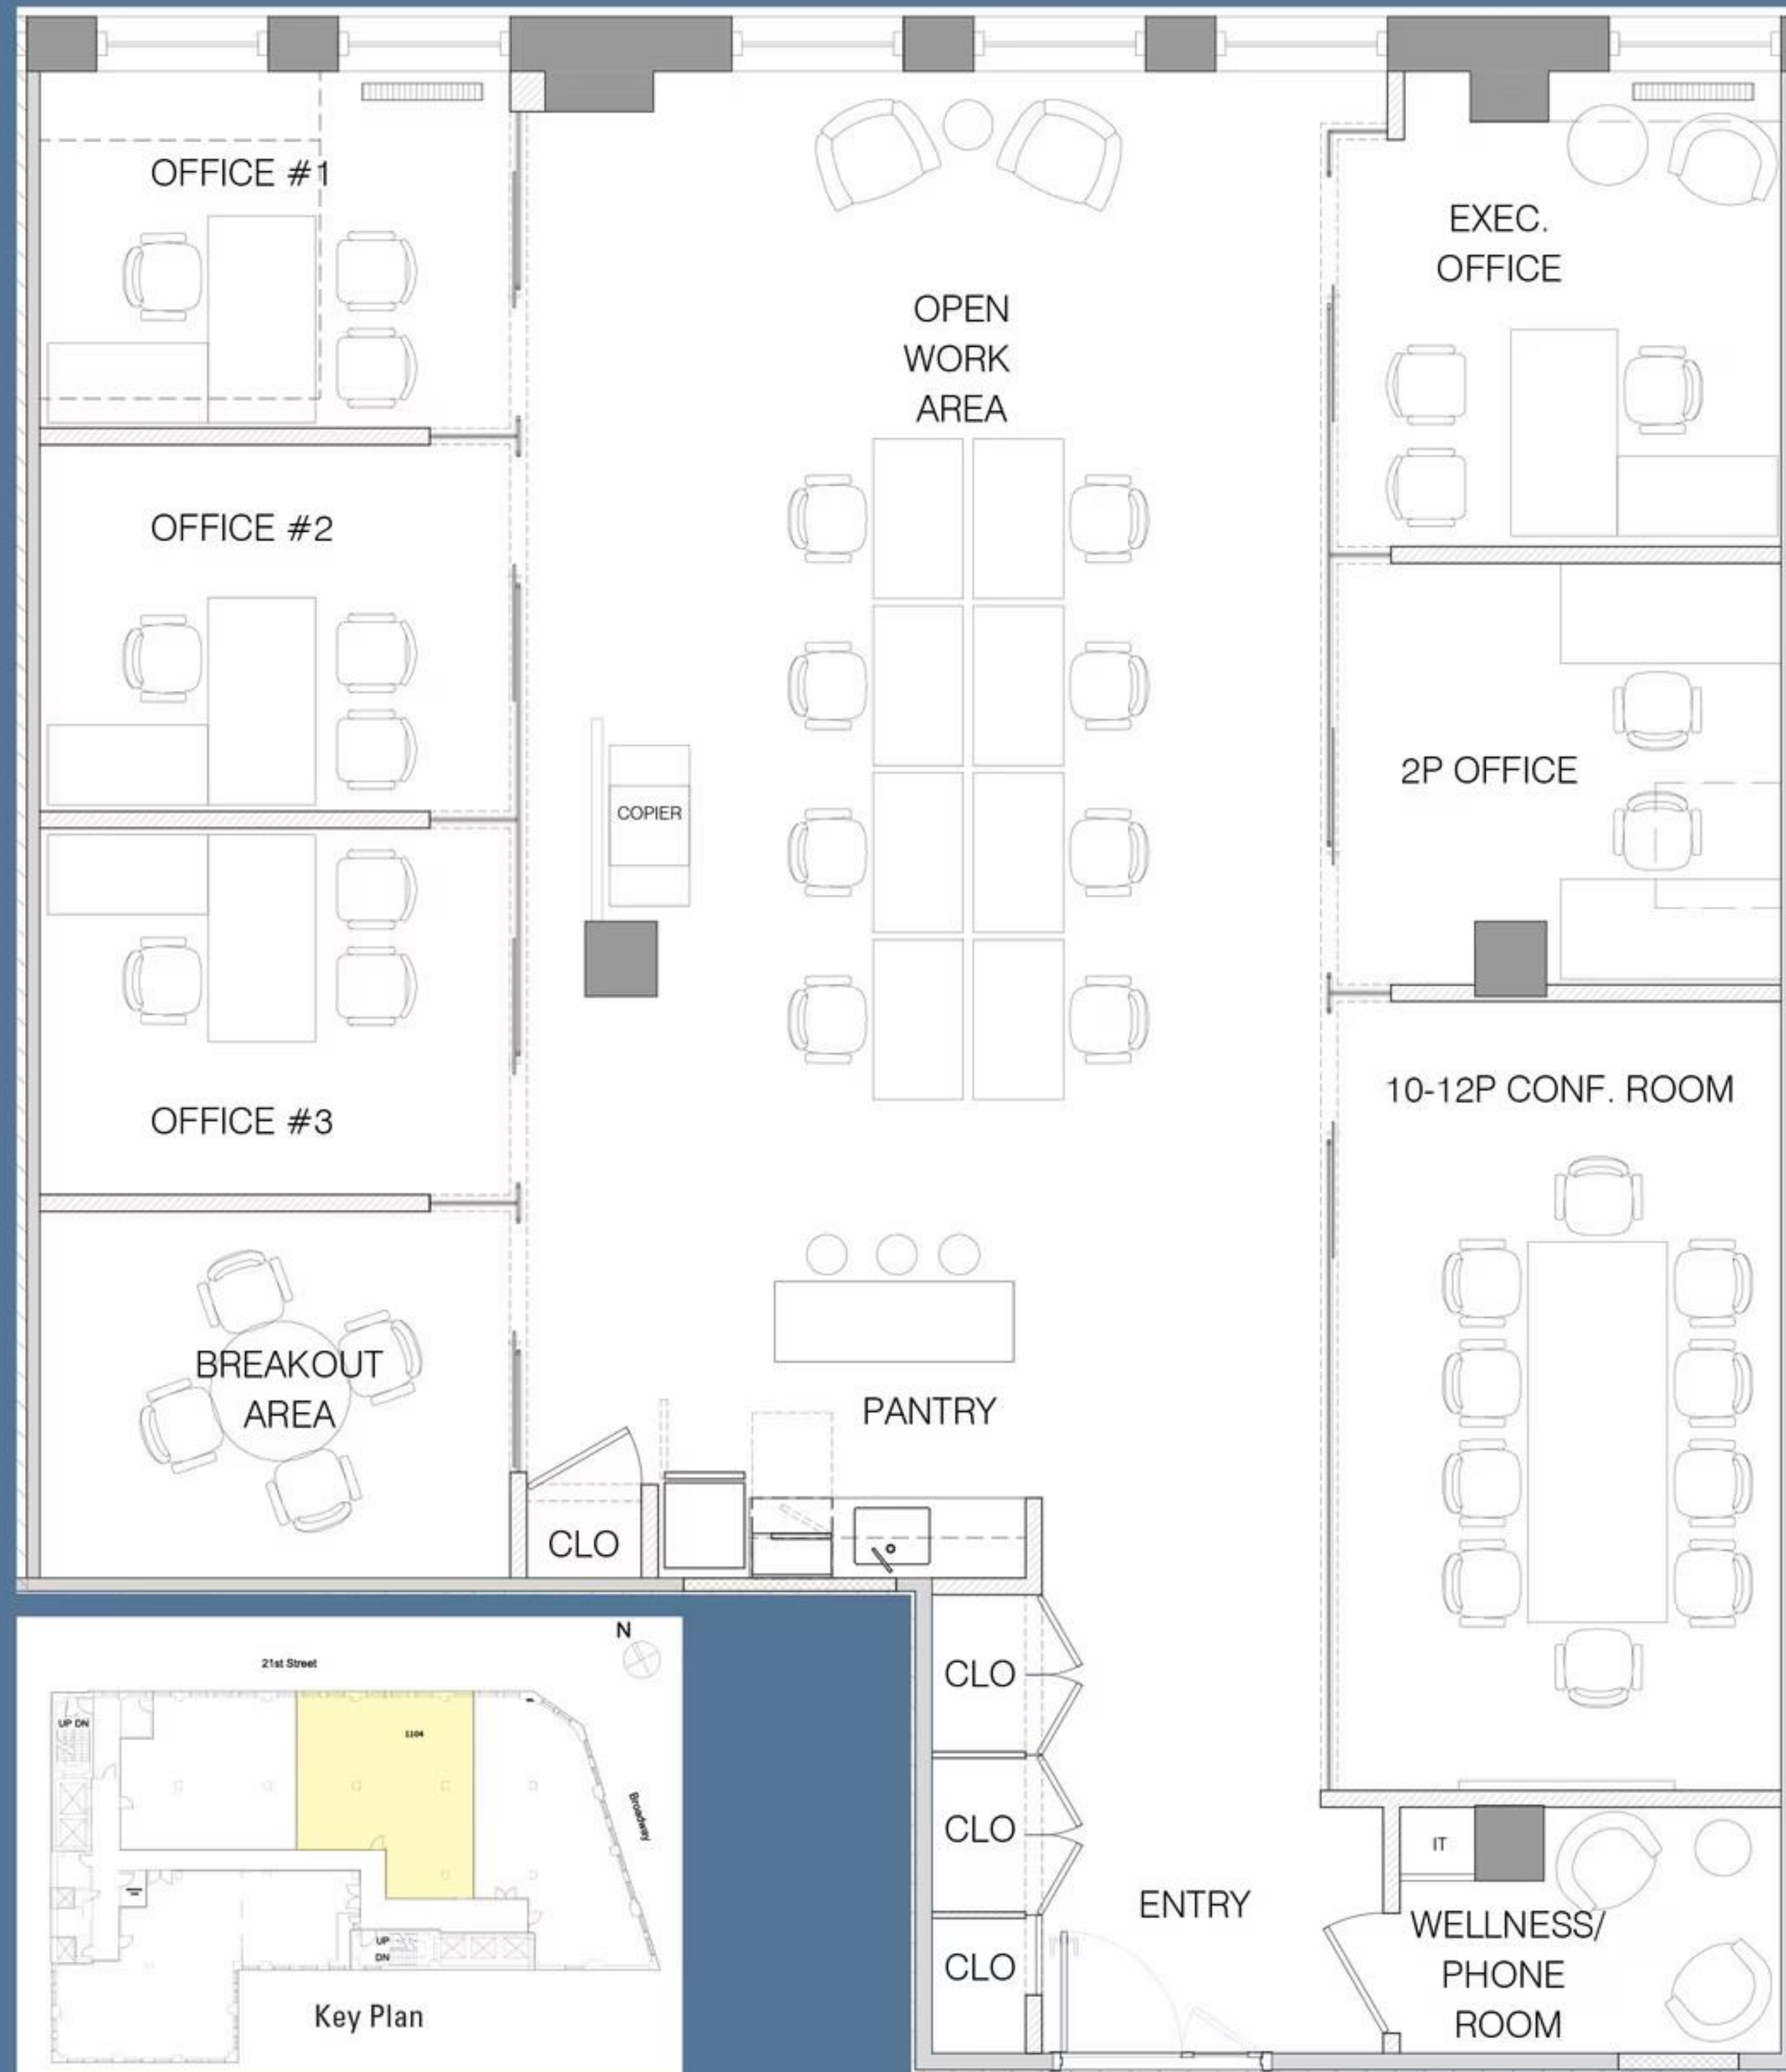 OFFICE #1
EXEC.
OFFICE
OPEN
WORK
AREA
OFFICE #2
2P OFFICE
COPIER
10-12P CONF. ROOM
OFFICE #3
BREAKOUT
AREA
PANTRY
CLO
CLO
CLO
CLO
IT
ENTRY
WELLNESS/
PHONE
ROOM
N
21st Street
UP DN
1104
Broadway
UP
DN
Key Plan